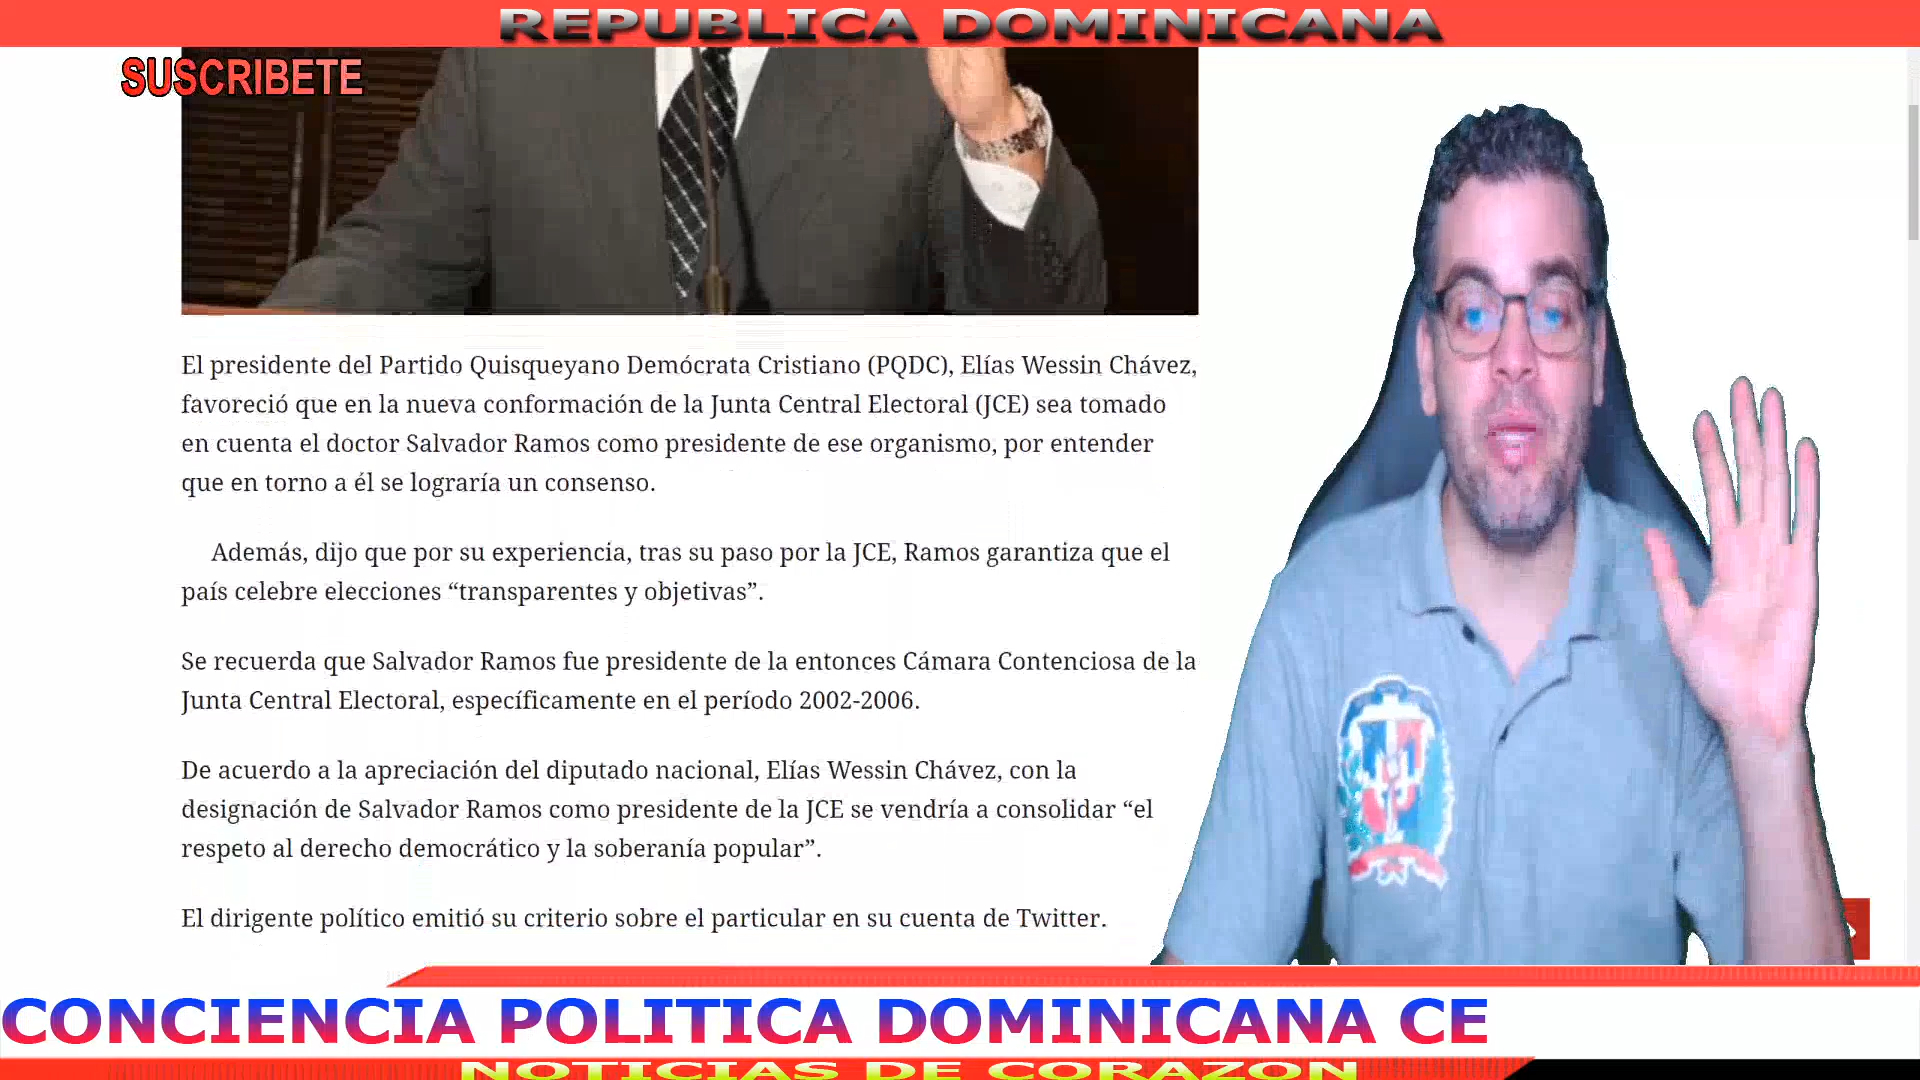 REPUBLICA DOMINICANA
SUSCRIBETE
El presidente del Partido Quisqueyano Demócrata Cristiano (PQDC), Elías Wessin Chávez,
favoreció que en la nueva conformación de la Junta Central Electoral (JCE) sea tomado
en cuenta el doctor Salvador Ramos como presidente de ese organismo, por entender
que en torno a él se lograría un consenso.
Además, dijo que por su experiencia, tras su paso por la JCE, Ramos garantiza que el
país celebre elecciones “transparentes y objetivas”.
Se recuerda que Salvador Ramos fue presidente de la entonces Cámara Contenciosa de la
Junta Central Electoral, específicamente en el período 2002-2006.
De acuerdo a la apreciación del diputado nacional, Elías Wessin Chávez, con la
designación de Salvador Ramos como presidente de la JCE se vendría a consolidar “el
respeto al derecho democrático y la soberanía popular”.
El dirigente político emitió su criterio sobre el particular en su cuenta de Twitter.
CONCIENCIA POLITICA DOMINICANA CE
NOTICIAS DE CORAZON